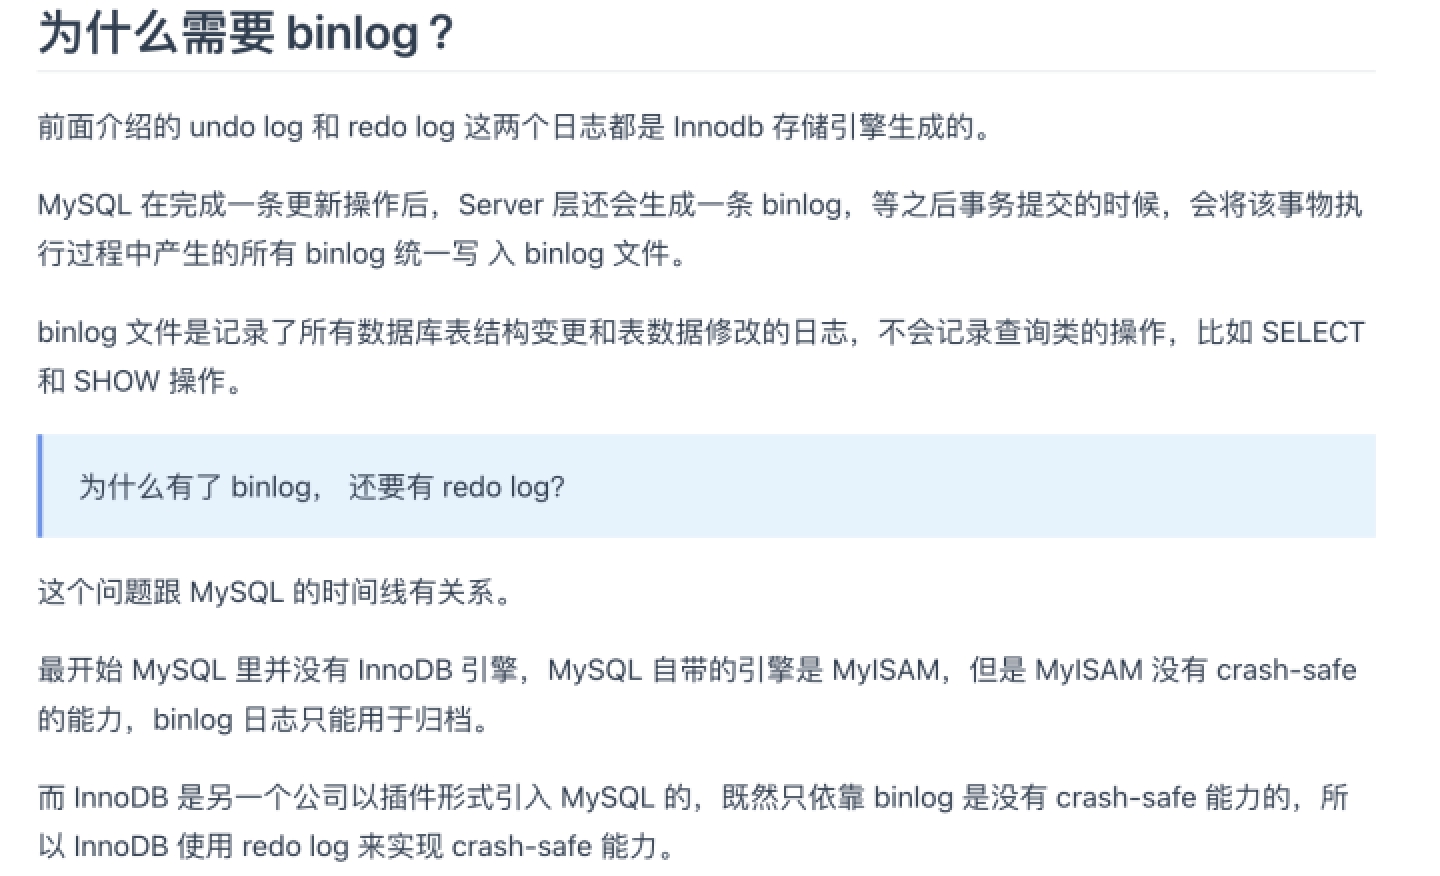 为什么需要 binlog？
前面介绍的 undo log 和 redo log 这两个日志都是 Innodb 存储引擎生成的。
MySQL 在完成一条更新操作后，Server 层还会生成一条 binlog，等之后事务提交的时候，会将该事物执
行过程中产生的所有 binlog 统一写 入 binlog 文件。
binlog 文件是记录了所有数据库表结构变更和表数据修改的日志，不会记录查询类的操作，比如 SELECT
和 SHOW 操作。
为什么有了 binlog， 还要有 redo log?
这个问题跟 MySQL 的时间线有关系。
最开始 MySQL 里并没有 InnoDB 引擎，MySQL 自带的引擎是 MyISAM，但是 MyISAM 没有 crash-safe
的能力，binlog 日志只能用于归档。
而 InnoDB 是另一个公司以插件形式引入 MySQL 的，既然只依靠 binlog 是没有 crash-safe 能力的，所
以 InnoDB 使用 redo log 来实现 crash-safe 能力。